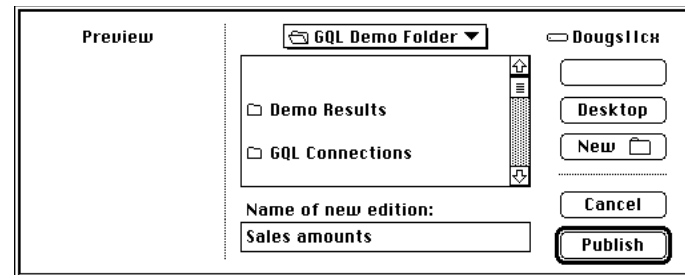 Preview
GQL Demo Folder
DougsIIcx
Demo Results
GQL Connections
Desktop
New
Name of new edition:
Sales amounts
Cancel
Publish